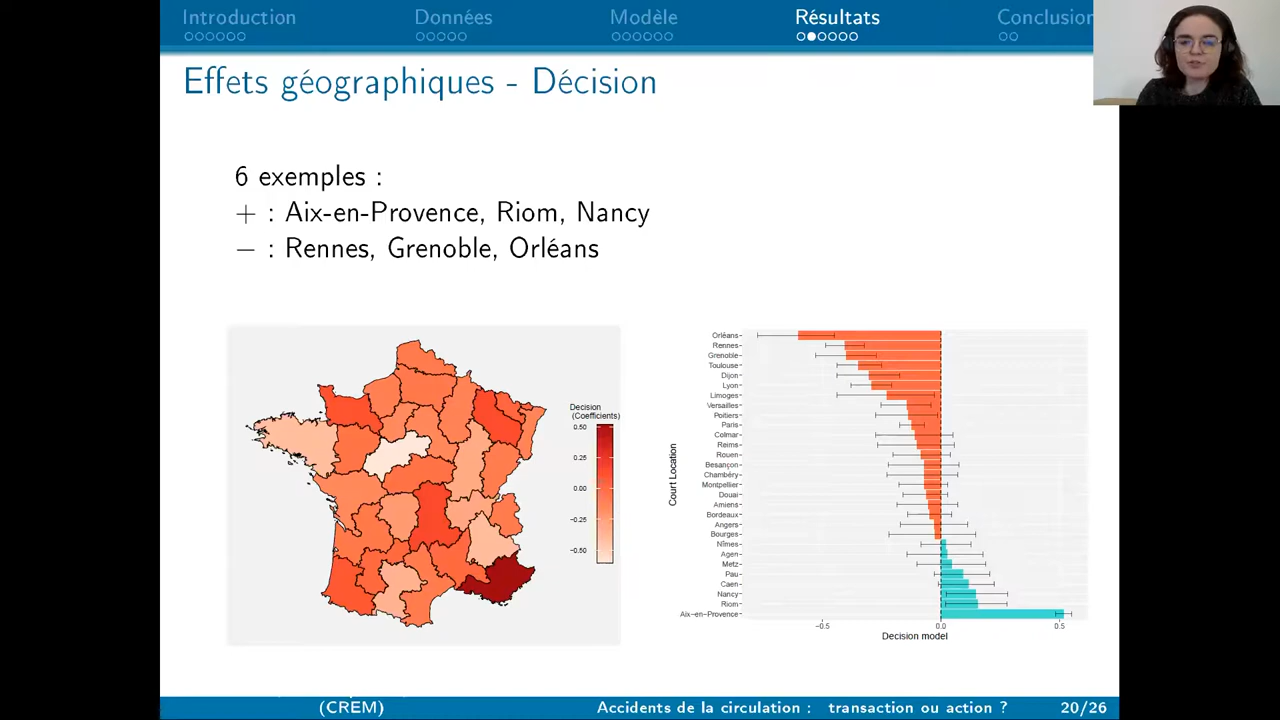 Introduction
Données
Modèle
Résultats
Conclusion
Effets géographiques - Décision
6 exemples :
+ : Aix-en-Provence, Riom, Nancy
− : Rennes, Grenoble, Orléans
Decision
(Coefficients)
0.50
0.25
0.00
−0.25
−0.50
Court Location
Orléans
Rennes
Grenoble
Toulouse
Dijon
Lyon
Limoges
Versailles
Poitiers
Paris
Colmar
Reims
Rouen
Besançon
Chambéry
Montpellier
Douai
Amiens
Bordeaux
Angers
Bourges
Nîmes
Agen
Metz
Pau
Caen
Nancy
Riom
Aix−en−Provence
−0.5 0.0 0.5
Decision model
(CREM)
Accidents de la circulation : transaction ou action ?
20/26